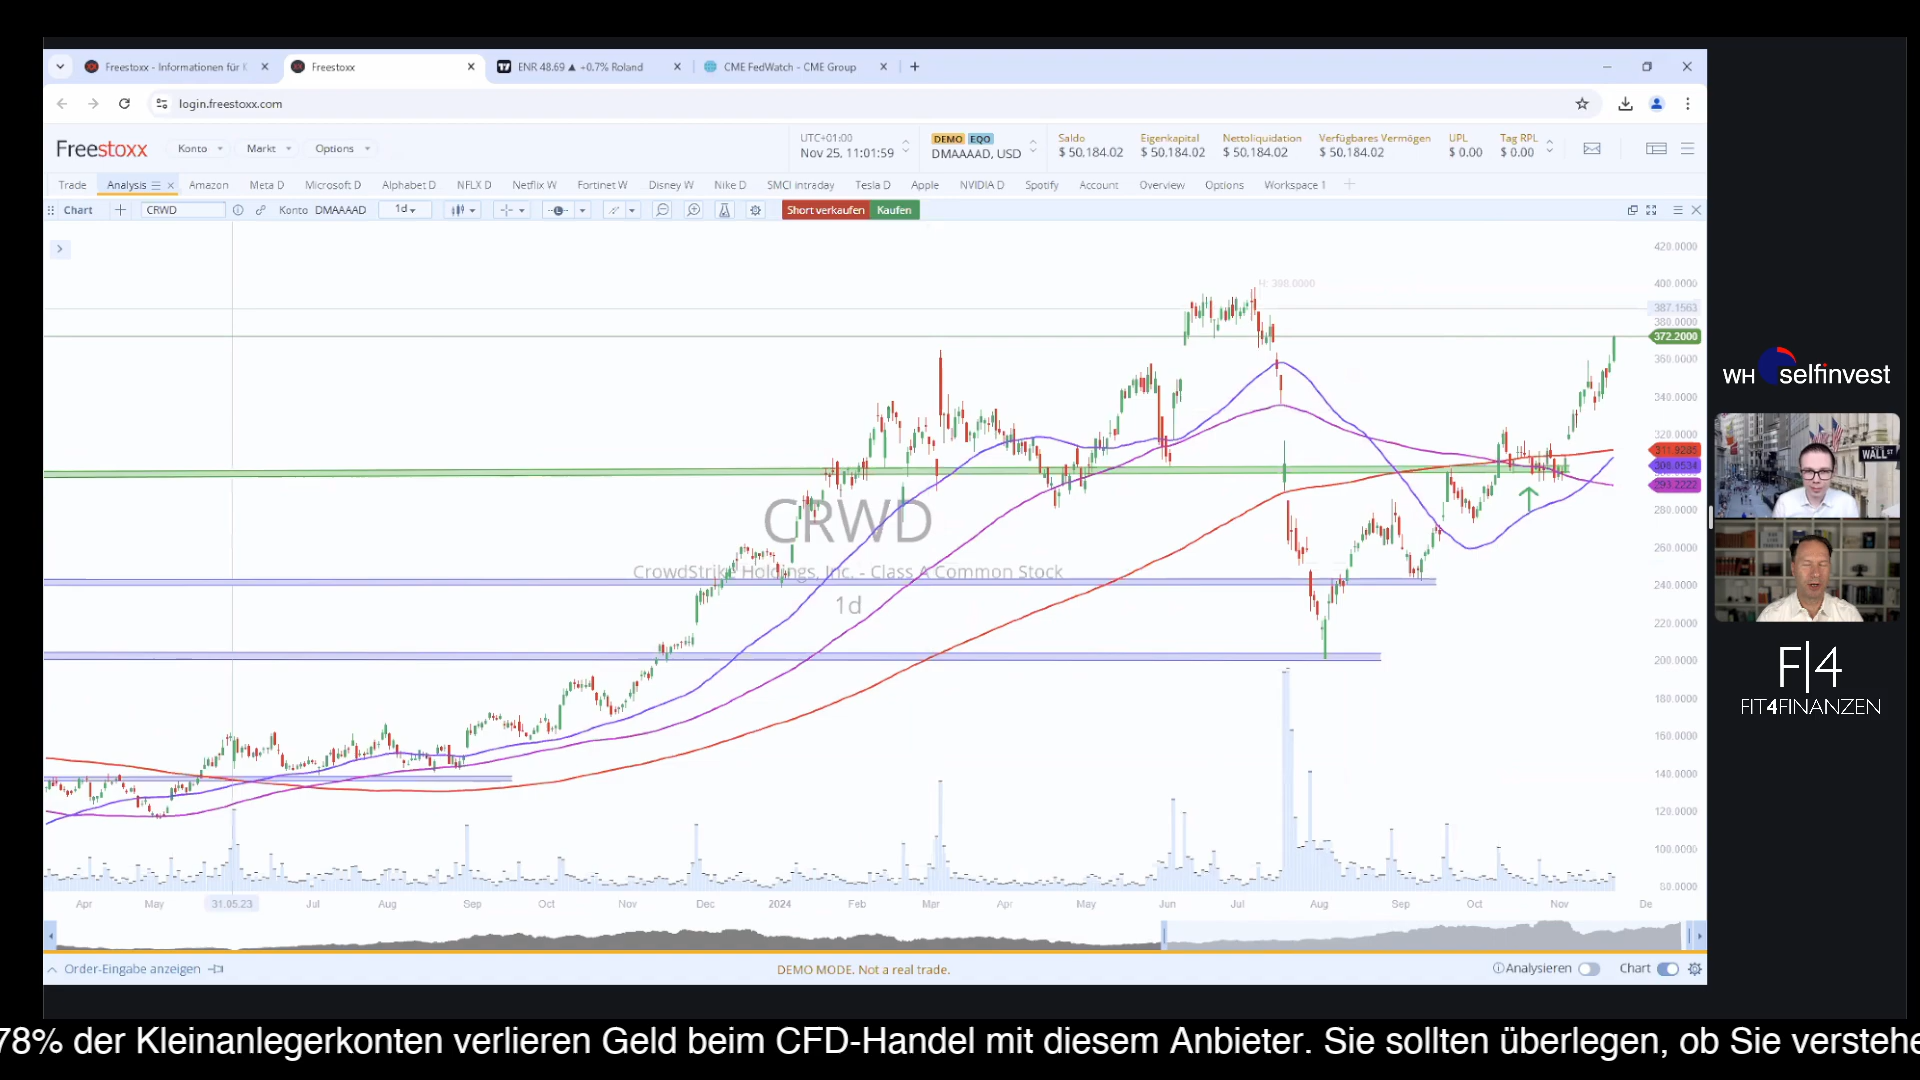 Freestoxx - Informationen für
Freestoxx
ENR 48.69 ▲ +0.7% Roland
CME FedWatch - CME Group
login.freestoxx.com
Freestoxx
Konto
Markt
Options
UTC+01:00
Nov 25, 11:01:59
DEMO EQO
DMAAAAD, USD
Saldo
$ 50,184.02
Eigenkapital
$ 50,184.02
Nettoliquidation
$ 50,184.02
Verfügbares Vermögen
$ 50,184.02
UPL
$ 0.00
Tag RPL
$ 0.00
Trade Analysis Amazon Meta D Microsoft D Alphabet D NFLX D Netflix W Fortinet W Disney W Nike D SMCI intraday Tesla D Apple NVIDIA D Spotify Account Overview Options Workspace 1
Chart CRWD Konto DMAAAAD 1d Short verkaufen Kaufen
420.0000
400.0000
387.1563
380.0000
372.2000
360.0000
340.0000
320.0000
311.9285
293.2222
280.0000
260.0000
240.0000
220.0000
200.0000
180.0000
160.0000
140.0000
120.0000
100.0000
80.0000
CRWD
CrowdStrike Holdings, Inc. - Class A Common Stock
1d
Apr May 31.05.23 Jul Aug Sep Oct Nov Dec 2024 Feb Mar Apr May Jun Jul Aug Sep Oct Nov De
Order-Eingabe anzeigen
DEMO MODE. Not a real trade.
Analysieren
Chart
WH selfinvest
WALL ST
F|4
FIT4FINANZEN
78% der Kleinanlegerkonten verlieren Geld beim CFD-Handel mit diesem Anbieter. Sie sollten überlegen, ob Sie verstehe